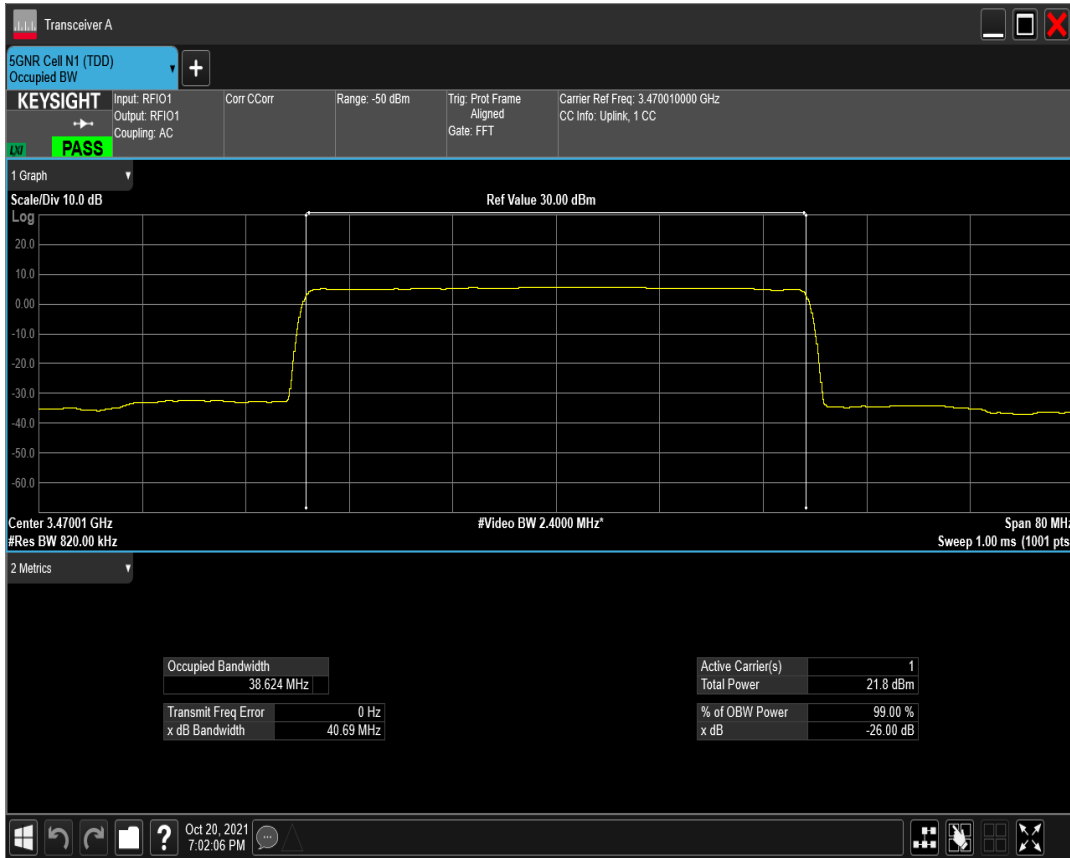 Transceiver A
5GNR Cell N1 (TDD)
Occupied BW
+
KEYSIGHT
LXI
PASS
Input: RFIO1
Output: RFIO1
Coupling: AC
Corr CCorr
Range: -50 dBm
Trig: Prot Frame
Aligned
Gate: FFT
Carrier Ref Freq: 3.470010000 GHz
CC Info: Uplink, 1 CC
1 Graph
Scale/Div 10.0 dB
Ref Value 30.00 dBm
Log
20.0
10.0
0.00
-10.0
-20.0
-30.0
-40.0
-50.0
-60.0
Center 3.47001 GHz
#Video BW 2.4000 MHz*
Span 80 MHz
#Res BW 820.00 kHz
Sweep 1.00 ms (1001 pts
2 Metrics
Occupied Bandwidth
38.624 MHz
Transmit Freq Error 0 Hz
x dB Bandwidth 40.69 MHz
Active Carrier(s) 1
Total Power 21.8 dBm
% of OBW Power 99.00 %
x dB -26.00 dB
?
Oct 20, 2021
7:02:06 PM